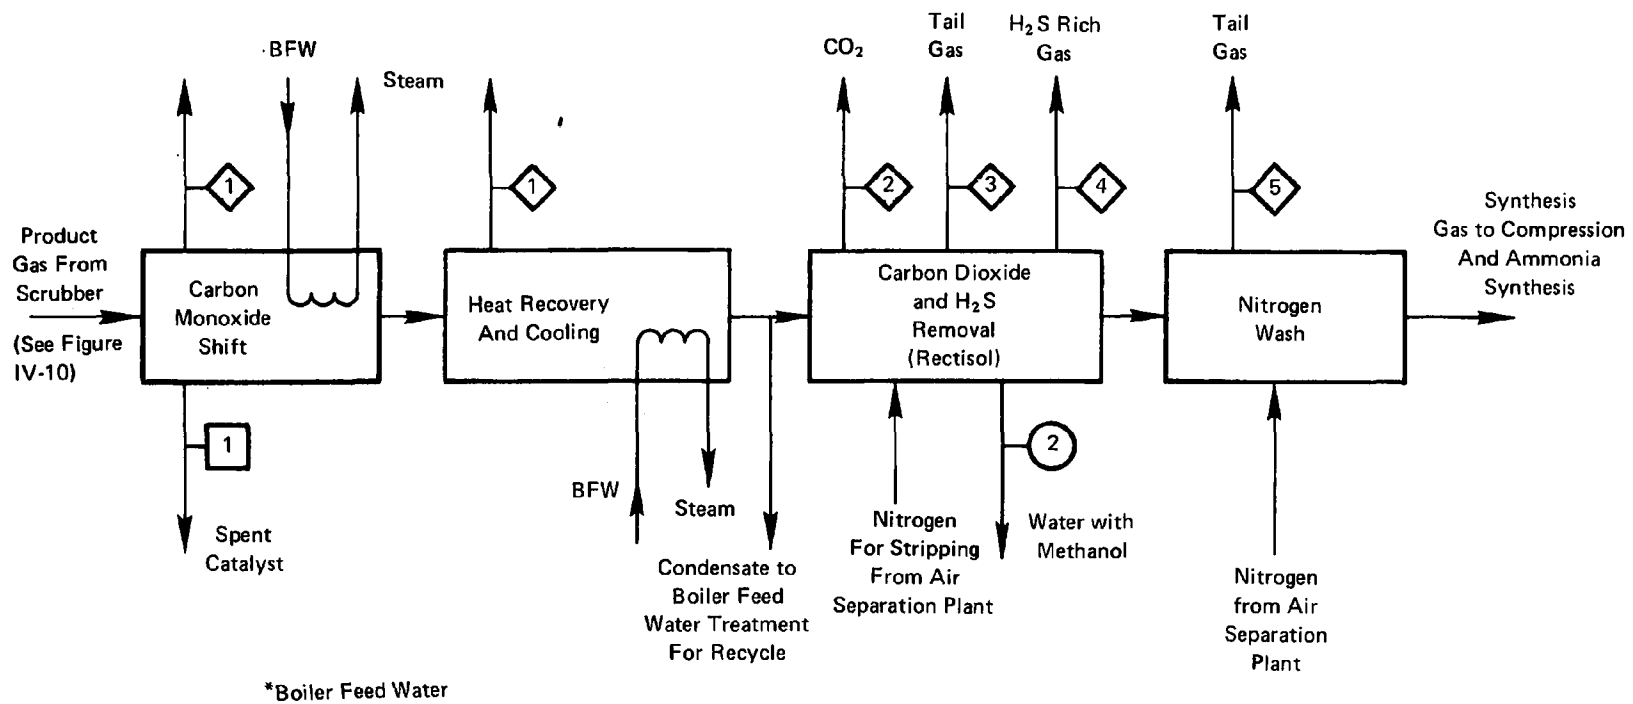 BFW
Steam
CO₂
Tail
Gas
H₂S Rich
Gas
Tail
Gas
1
1
2
3
4
5
Product
Gas From
Scrubber
(See Figure
IV-10)
Carbon
Monoxide
Shift
Heat Recovery
And Cooling
Carbon Dioxide
and H₂S
Removal
(Rectisol)
Nitrogen
Wash
Synthesis
Gas to Compression
And Ammonia
Synthesis
1
Spent
Catalyst
BFW
Steam
Condensate to
Boiler Feed
Water Treatment
For Recycle
Nitrogen
For Stripping
From Air
Separation Plant
2
Water with
Methanol
Nitrogen
from Air
Separation
Plant
*Boiler Feed Water